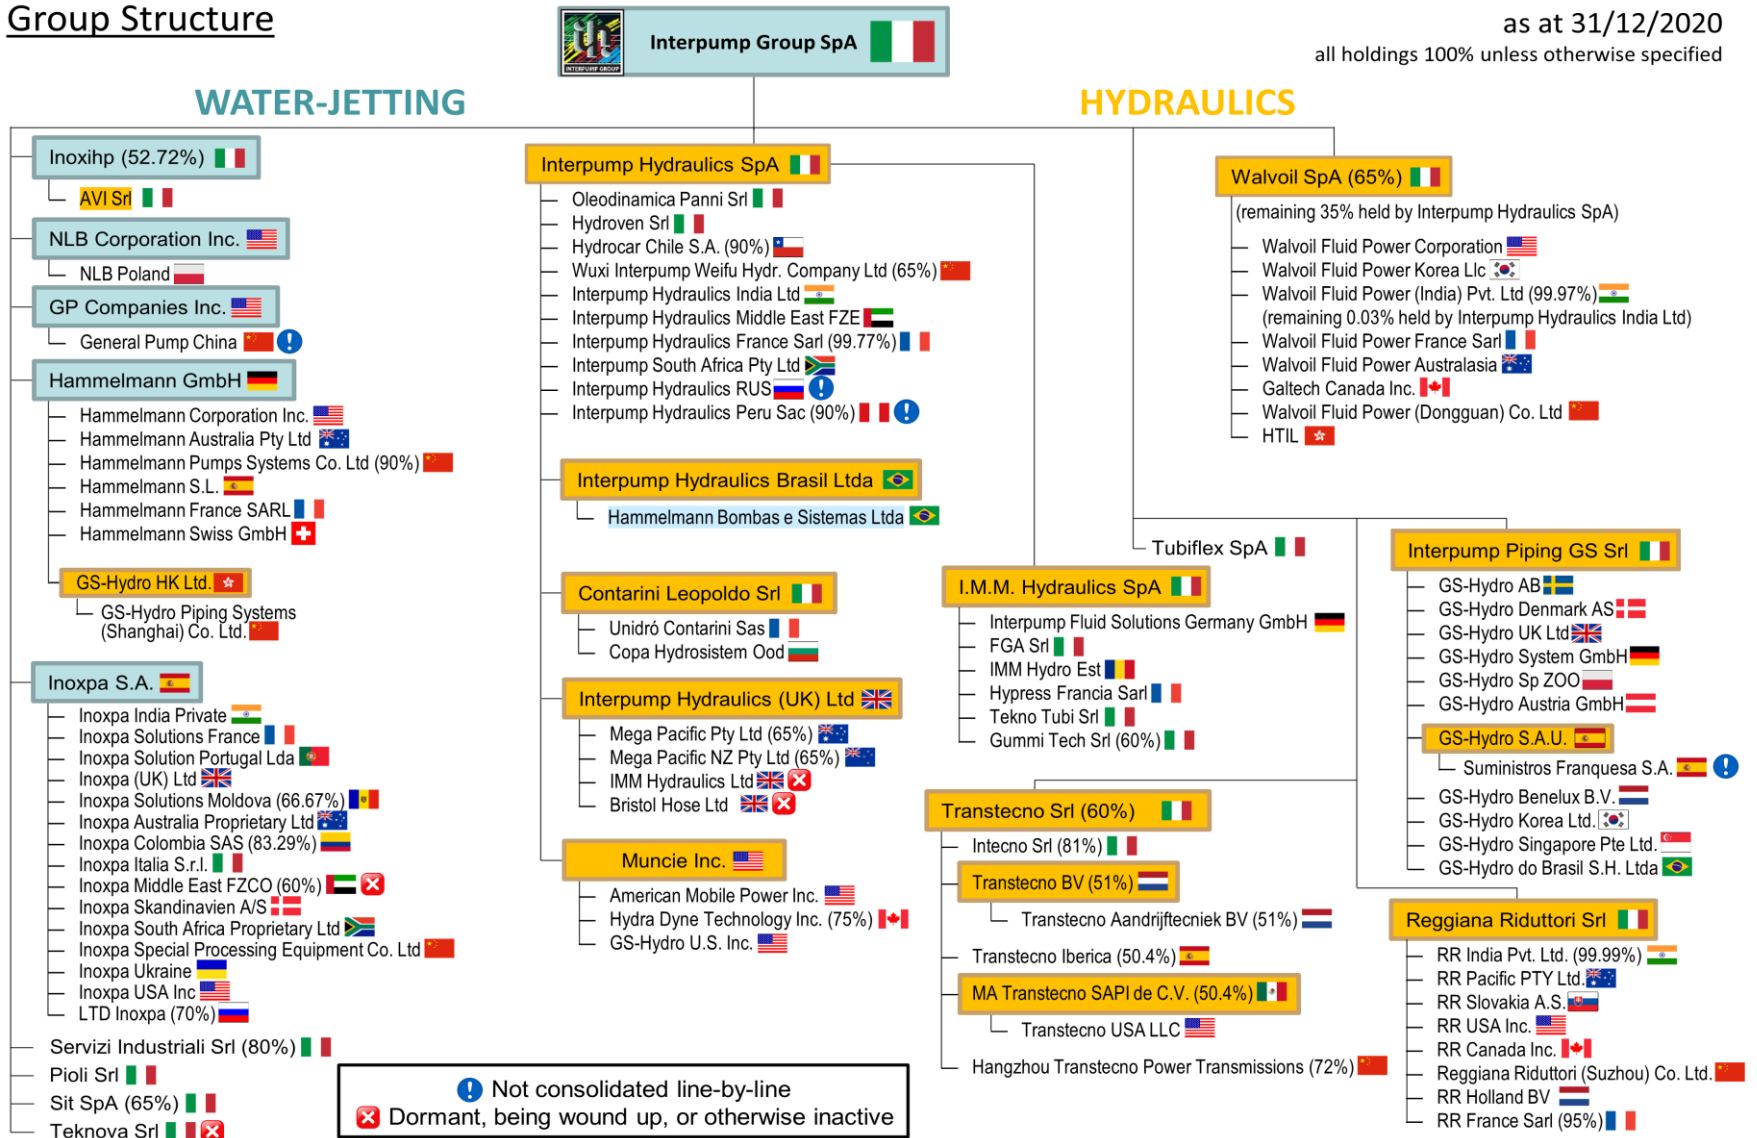 Group Structure
INTERPUMP GROUP
Interpump Group SpA
as at 31/12/2020
all holdings 100% unless otherwise specified
WATER-JETTING
HYDRAULICS
Inoxihp (52.72%)
AVI Srl
NLB Corporation Inc.
NLB Poland
GP Companies Inc.
General Pump China
Hammelmann GmbH
Hammelmann Corporation Inc.
Hammelmann Australia Pty Ltd
Hammelmann Pumps Systems Co. Ltd (90%)
Hammelmann S.L.
Hammelmann France SARL
Hammelmann Swiss GmbH
GS-Hydro HK Ltd.
GS-Hydro Piping Systems
(Shanghai) Co. Ltd.
Inoxpa S.A.
Inoxpa India Private
Inoxpa Solutions France
Inoxpa Solution Portugal Lda
Inoxpa (UK) Ltd
Inoxpa Solutions Moldova (66.67%)
Inoxpa Australia Proprietary Ltd
Inoxpa Colombia SAS (83.29%)
Inoxpa Italia S.r.l.
Inoxpa Middle East FZCO (60%)
Inoxpa Skandinavien A/S
Inoxpa South Africa Proprietary Ltd
Inoxpa Special Processing Equipment Co. Ltd
Inoxpa Ukraine
Inoxpa USA Inc
LTD Inoxpa (70%)
Servizi Industriali Srl (80%)
Pioli Srl
Sit SpA (65%)
Teknova Srl
Interpump Hydraulics SpA
Oleodinamica Panni Srl
Hydroven Srl
Hydrocar Chile S.A. (90%)
Wuxi Interpump Weifu Hydr. Company Ltd (65%)
Interpump Hydraulics India Ltd
Interpump Hydraulics Middle East FZE
Interpump Hydraulics France Sarl (99.77%)
Interpump South Africa Pty Ltd
Interpump Hydraulics RUS
Interpump Hydraulics Peru Sac (90%)
Interpump Hydraulics Brasil Ltda
Hammelmann Bombas e Sistemas Ltda
Contarini Leopoldo Srl
Unidró Contarini Sas
Copa Hydrosistem Ood
Interpump Hydraulics (UK) Ltd
Mega Pacific Pty Ltd (65%)
Mega Pacific NZ Pty Ltd (65%)
IMM Hydraulics Ltd
Bristol Hose Ltd
Muncie Inc.
American Mobile Power Inc.
Hydra Dyne Technology Inc. (75%)
GS-Hydro U.S. Inc.
Not consolidated line-by-line
Dormant, being wound up, or otherwise inactive
I.M.M. Hydraulics SpA
Interpump Fluid Solutions Germany GmbH
FGA Srl
IMM Hydro Est
Hypress Francia Sarl
Tekno Tubi Srl
Gummi Tech Srl (60%)
Transtecno Srl (60%)
Intecno Srl (81%)
Transtecno BV (51%)
Transtecno Aandrijftecniek BV (51%)
Transtecno Iberica (50.4%)
MA Transtecno SAPI de C.V. (50.4%)
Transtecno USA LLC
Hangzhou Transtecno Power Transmissions (72%)
Walvoil SpA (65%)
(remaining 35% held by Interpump Hydraulics SpA)
Walvoil Fluid Power Corporation
Walvoil Fluid Power Korea Llc
Walvoil Fluid Power (India) Pvt. Ltd (99.97%)
(remaining 0.03% held by Interpump Hydraulics India Ltd)
Walvoil Fluid Power France Sarl
Walvoil Fluid Power Australasia
Galtech Canada Inc.
Walvoil Fluid Power (Dongguan) Co. Ltd
HTIL
Tubiflex SpA
Interpump Piping GS Srl
GS-Hydro AB
GS-Hydro Denmark AS
GS-Hydro UK Ltd
GS-Hydro System GmbH
GS-Hydro Sp ZOO
GS-Hydro Austria GmbH
GS-Hydro S.A.U.
Suministros Franquesa S.A.
GS-Hydro Benelux B.V.
GS-Hydro Korea Ltd.
GS-Hydro Singapore Pte Ltd.
GS-Hydro do Brasil S.H. Ltda
Reggiana Riduttori Srl
RR India Pvt. Ltd. (99.99%)
RR Pacific PTY Ltd.
RR Slovakia A.S.
RR USA Inc.
RR Canada Inc.
Reggiana Riduttori (Suzhou) Co. Ltd.
RR Holland BV
RR France Sarl (95%)